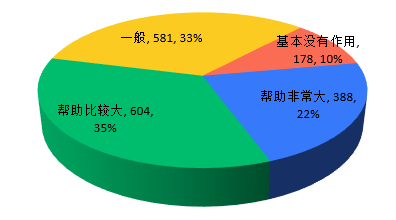 一般, 581, 33%
基本没有作用,
178, 10%
帮助非常大, 388,
22%
帮助比较大, 604,
35%